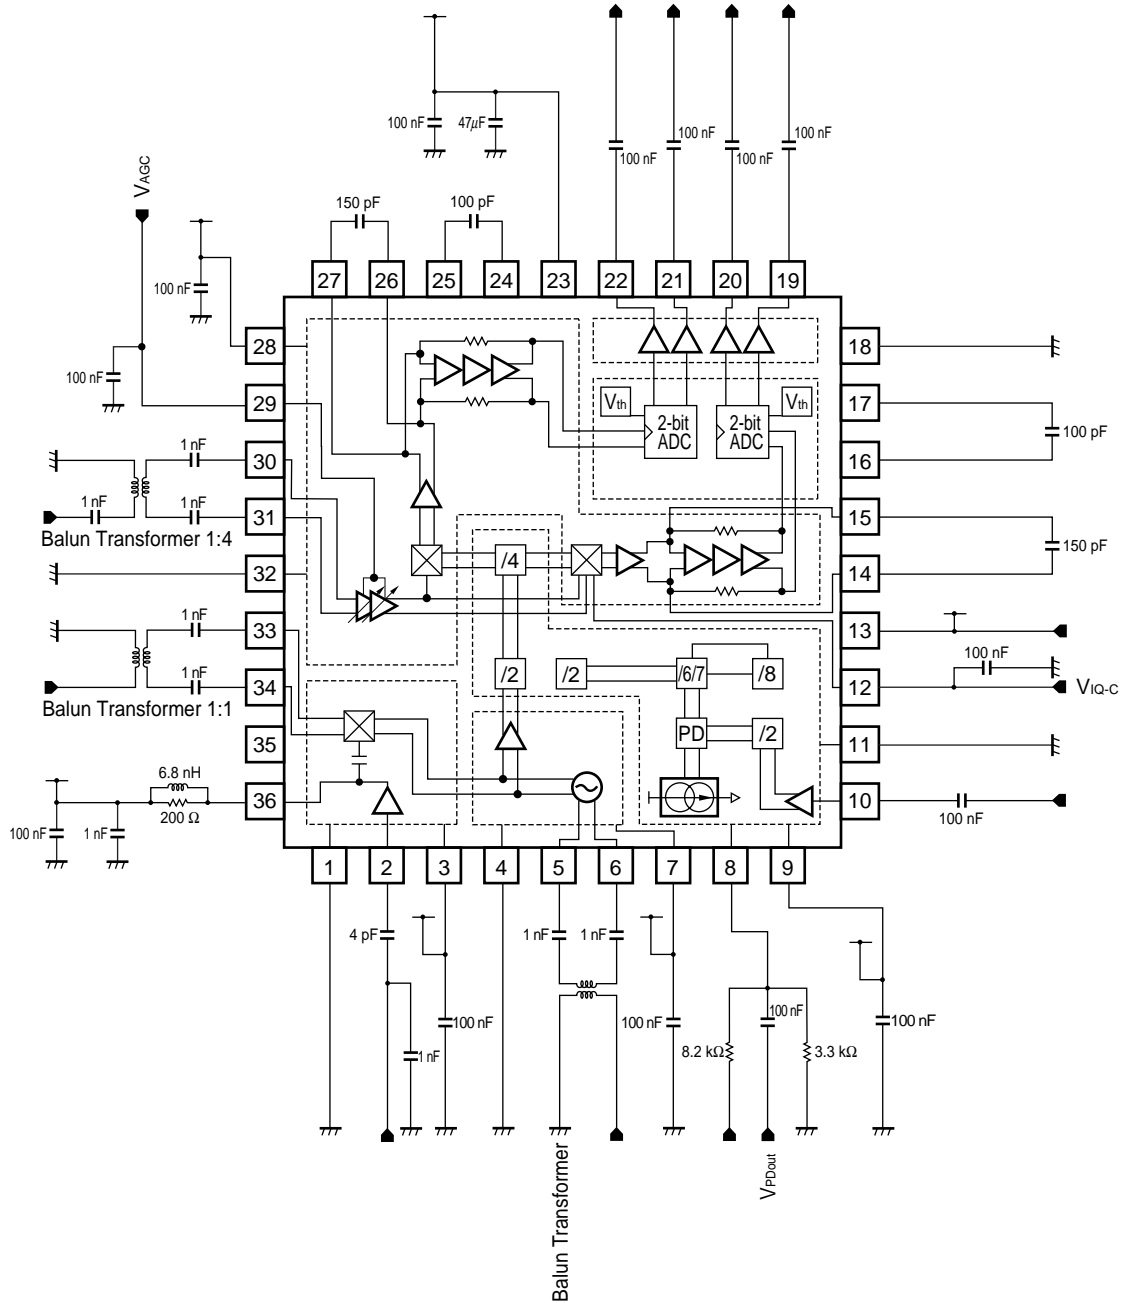 100 nF
47μF
100 nF
100 nF
100 nF
100 nF
VAGC
150 pF
100 pF
100 nF
27
26
25
24
23
22
21
20
19
28
18
100 nF
29
17
Vth
2-bit
ADC
2-bit
ADC
Vth
100 pF
1 nF
30
16
1 nF
1 nF
31
15
Balun Transformer 1:4
150 pF
32
/4
14
1 nF
33
13
100 nF
1 nF
34
/2
/2
/6/7
/8
12
VIQ-C
Balun Transformer 1:1
35
PD
/2
11
6.8 nH
36
10
200 Ω
100 nF
1 nF
100 nF
1
2
3
4
5
6
7
8
9
4 pF
1 nF
1 nF
100 nF
100 nF
100 nF
100 nF
1 nF
8.2 kΩ
3.3 kΩ
Balun Transformer
VPDout